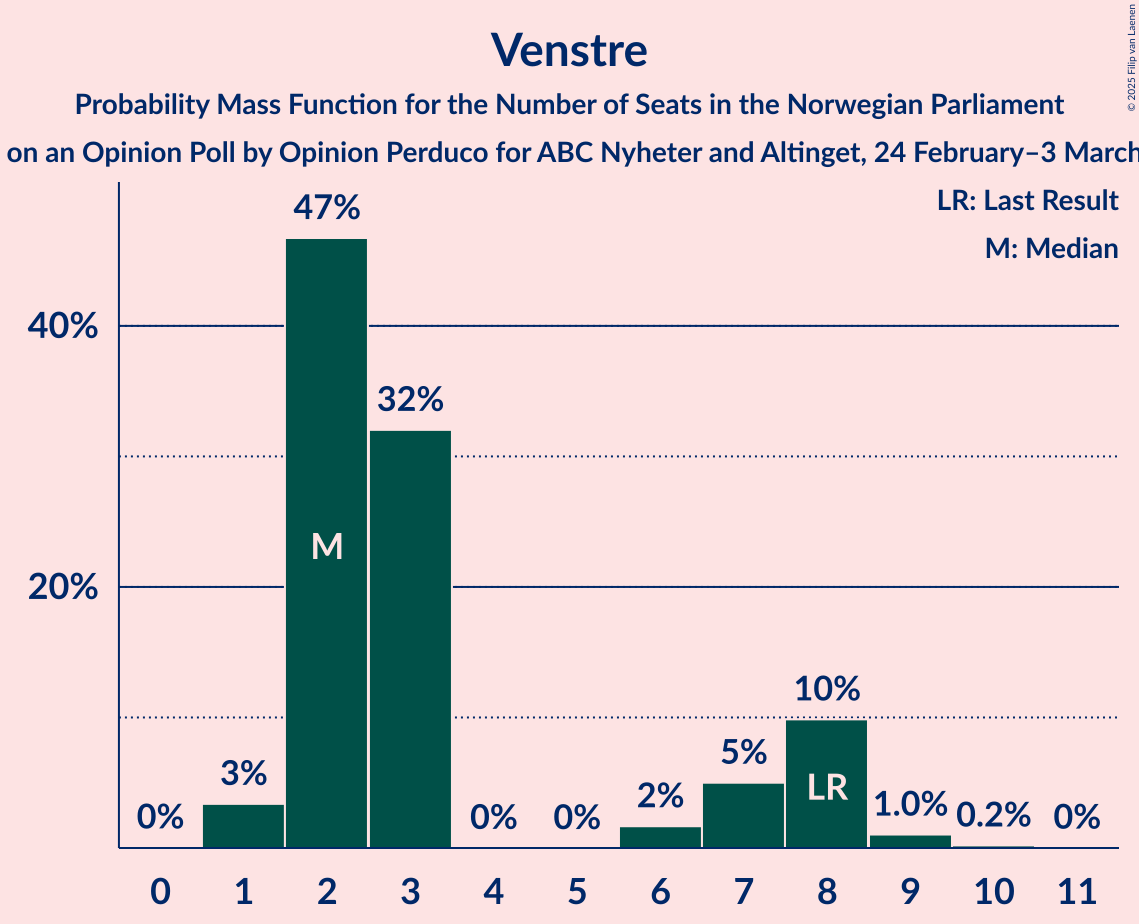 Venstre
Probability Mass Function for the Number of Seats in the Norwegian Parliament
on an Opinion Poll by Opinion Perduco for ABC Nyheter and Altinget, 24 February–3 March
© 2025 Filip van Laenen
LR: Last Result
M: Median
40%
20%
0%
3%
47%
32%
0%
0%
2%
5%
10%
1.0%
0.2%
0%
M
LR
0 1 2 3 4 5 6 7 8 9 10 11